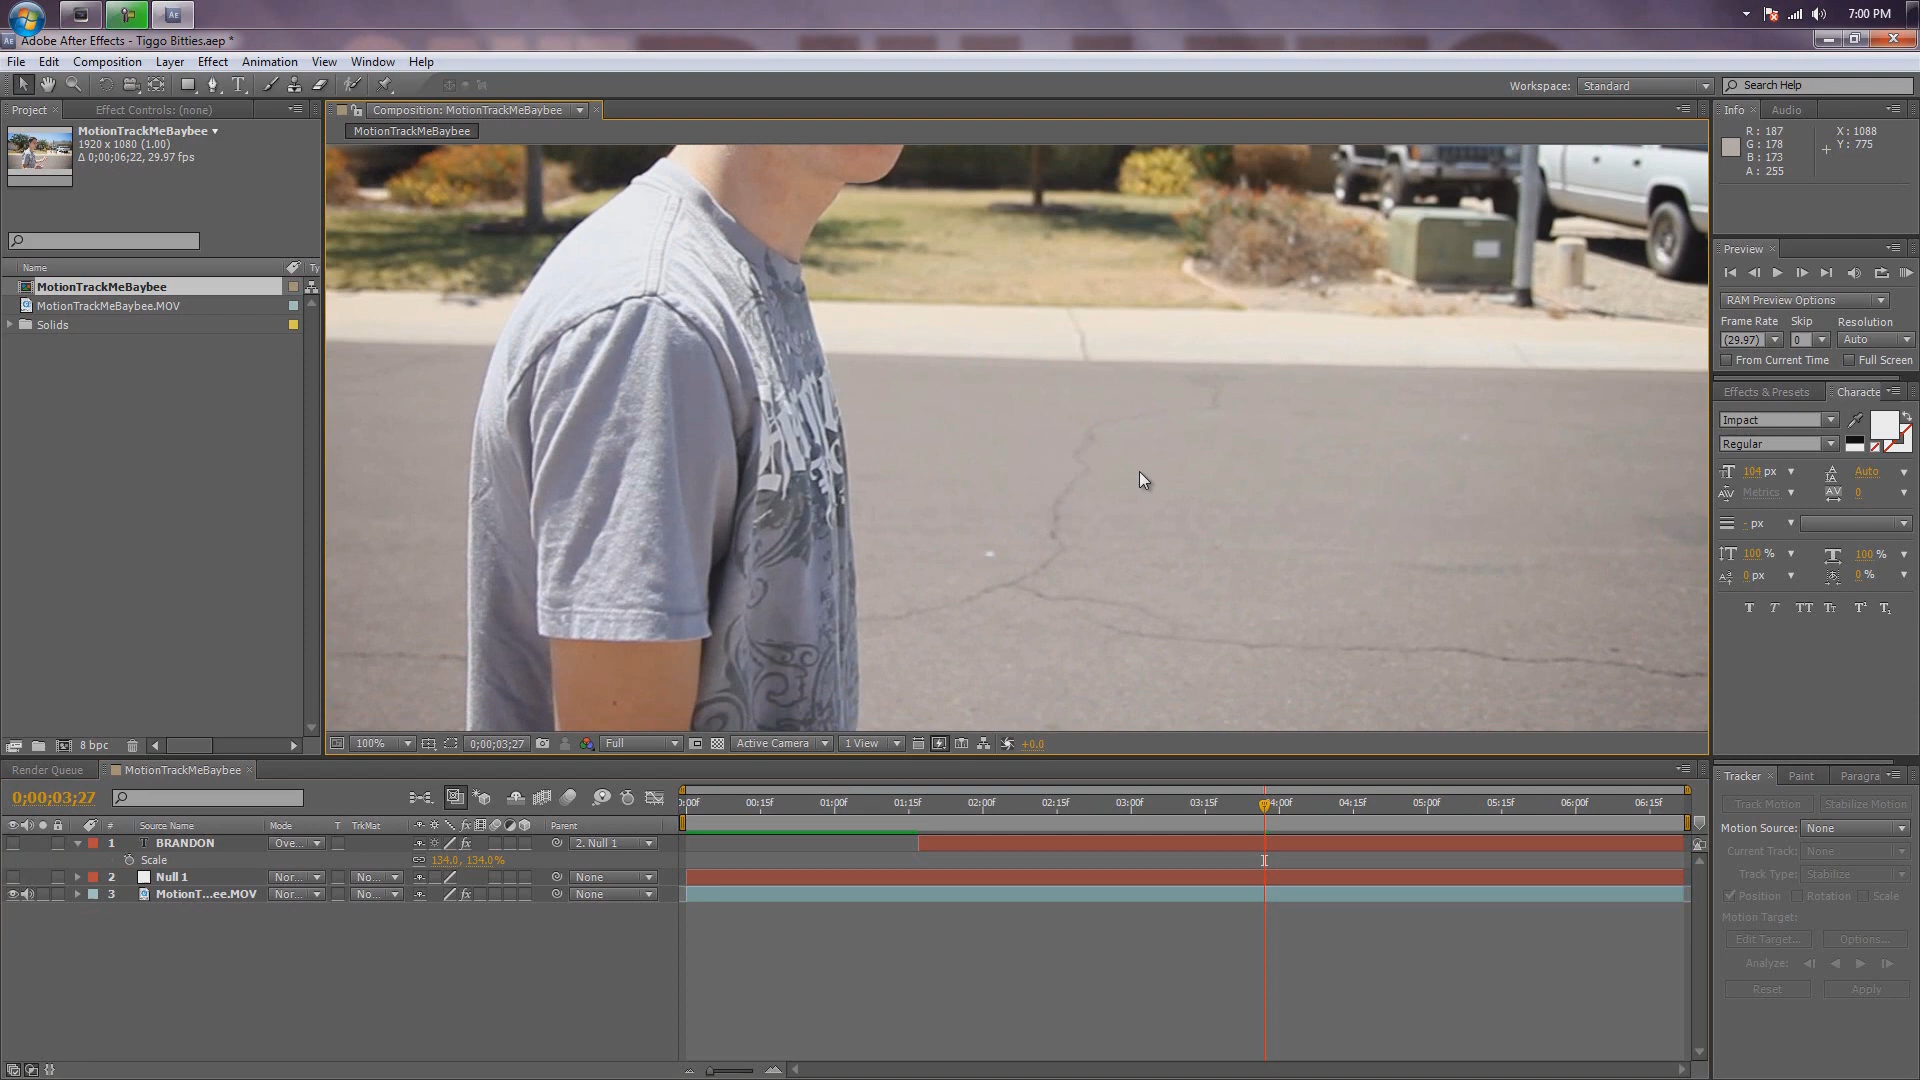 7:00 PM
Adobe After Effects - Tiggo Bitties.aep *
File Edit Composition Layer Effect Animation View Window Help
Workspace: Standard Search Help
Project Effect Controls: (none)
Composition: MotionTrackMeBaybee
Info Audio
MotionTrackMeBaybee
1920 x 1080 (1.00)
Δ 0;00;06;22, 29.97 fps
MotionTrackMeBaybee
R: 187 X: 1088
G: 178 Y: 775
B: 173
A: 255
Preview
Name Ty
MotionTrackMeBaybee
MotionTrackMeBaybee.MOV
Solids
RAM Preview Options
Frame Rate Skip Resolution
(29.97) 0 Auto
From Current Time Full Screen
Effects & Presets Characte
Impact
Regular
104 px Auto
Metrics 0
- px
100 % 100 %
0 px 0 %
T T TT Tt T¹ T₁
8 bpc
100% 0;00;03;27 Full Active Camera 1 View +0.0
Render Queue MotionTrackMeBaybee
0;00;03;27
0:00f 00:15f 01:00f 01:15f 02:00f 02:15f 03:00f 03:15f 04:00f 04:15f 05:00f 05:15f 06:00f 06:15f
# Source Name Mode T TrkMat Parent
1 T BRANDON Ove... 2. Null 1
Scale 134.0, 134.0%
2 Null 1 Nor... No... None
3 MotionT...ee.MOV Nor... No... None
Tracker Paint Paragra
Track Motion Stabilize Motion
Motion Source: None
Current Track: None
Track Type: Stabilize
Position Rotation Scale
Motion Target:
Edit Target... Options...
Analyze:
Reset Apply